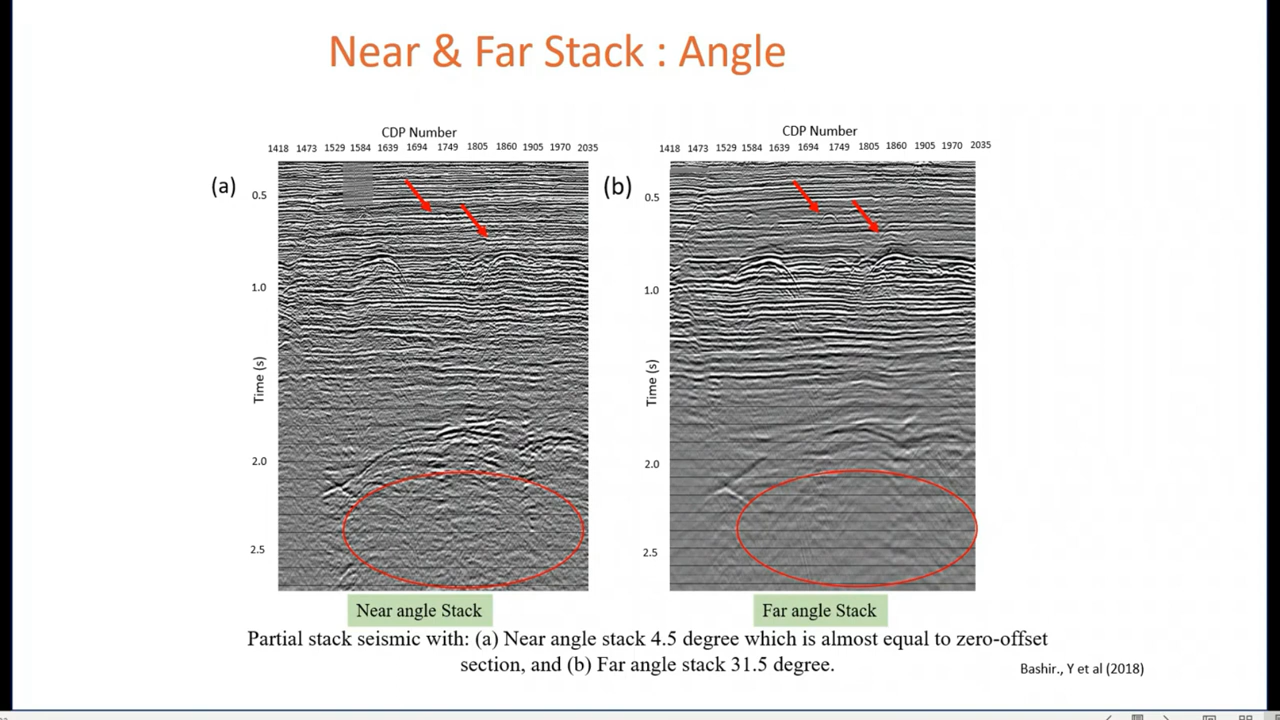 Near & Far Stack : Angle
CDP Number
1418 1473 1529 1584 1639 1694 1749 1805 1860 1905 1970 2035
(a)
0.5
1.0
Time (s)
2.0
2.5
Near angle Stack
CDP Number
1418 1473 1529 1584 1639 1694 1749 1805 1860 1905 1970 2035
(b)
0.5
1.0
Time (s)
2.0
2.5
Far angle Stack
Partial stack seismic with: (a) Near angle stack 4.5 degree which is almost equal to zero-offset
section, and (b) Far angle stack 31.5 degree.
Bashir., Y et al (2018)